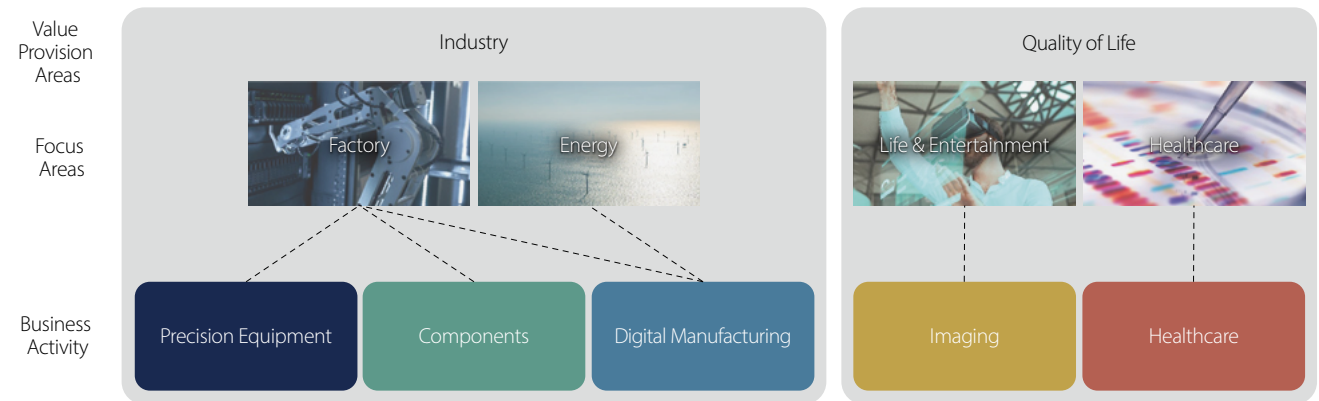 Value
Provision
Areas
Industry
Quality of Life
Focus
Areas
Factory
Energy
Life & Entertainment
Healthcare
Business
Activity
Precision Equipment
Components
Digital Manufacturing
Imaging
Healthcare